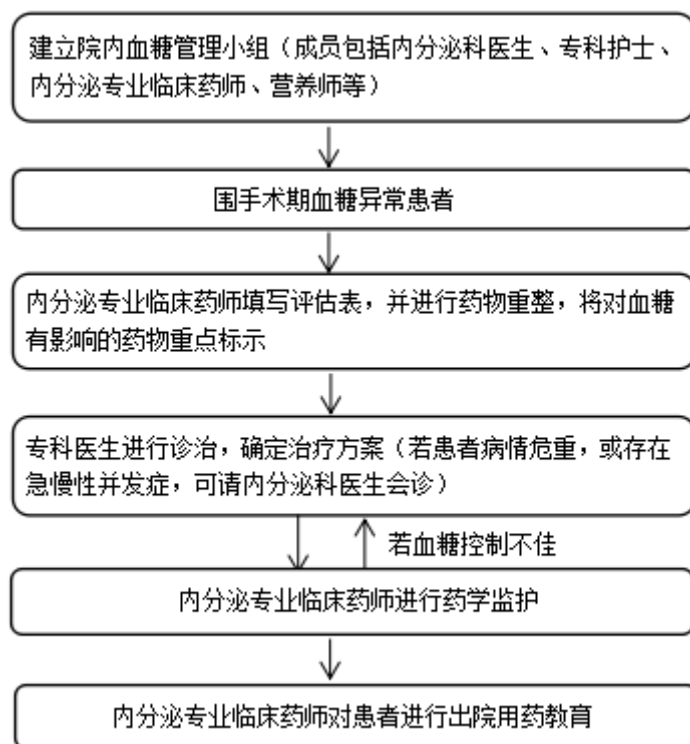 建立院内血糖管理小组（成员包括内分泌科医生、专科护士、
内分泌专业临床药师、营养师等）
围手术期血糖异常患者
内分泌专业临床药师填写评估表，并进行药物重整，将对血糖
有影响的药物重点标示
专科医生进行诊治，确定治疗方案（若患者病情危重，或存在
急慢性并发症，可请内分泌科医生会诊）
若血糖控制不佳
内分泌专业临床药师进行药学监护
内分泌专业临床药师对患者进行出院用药教育